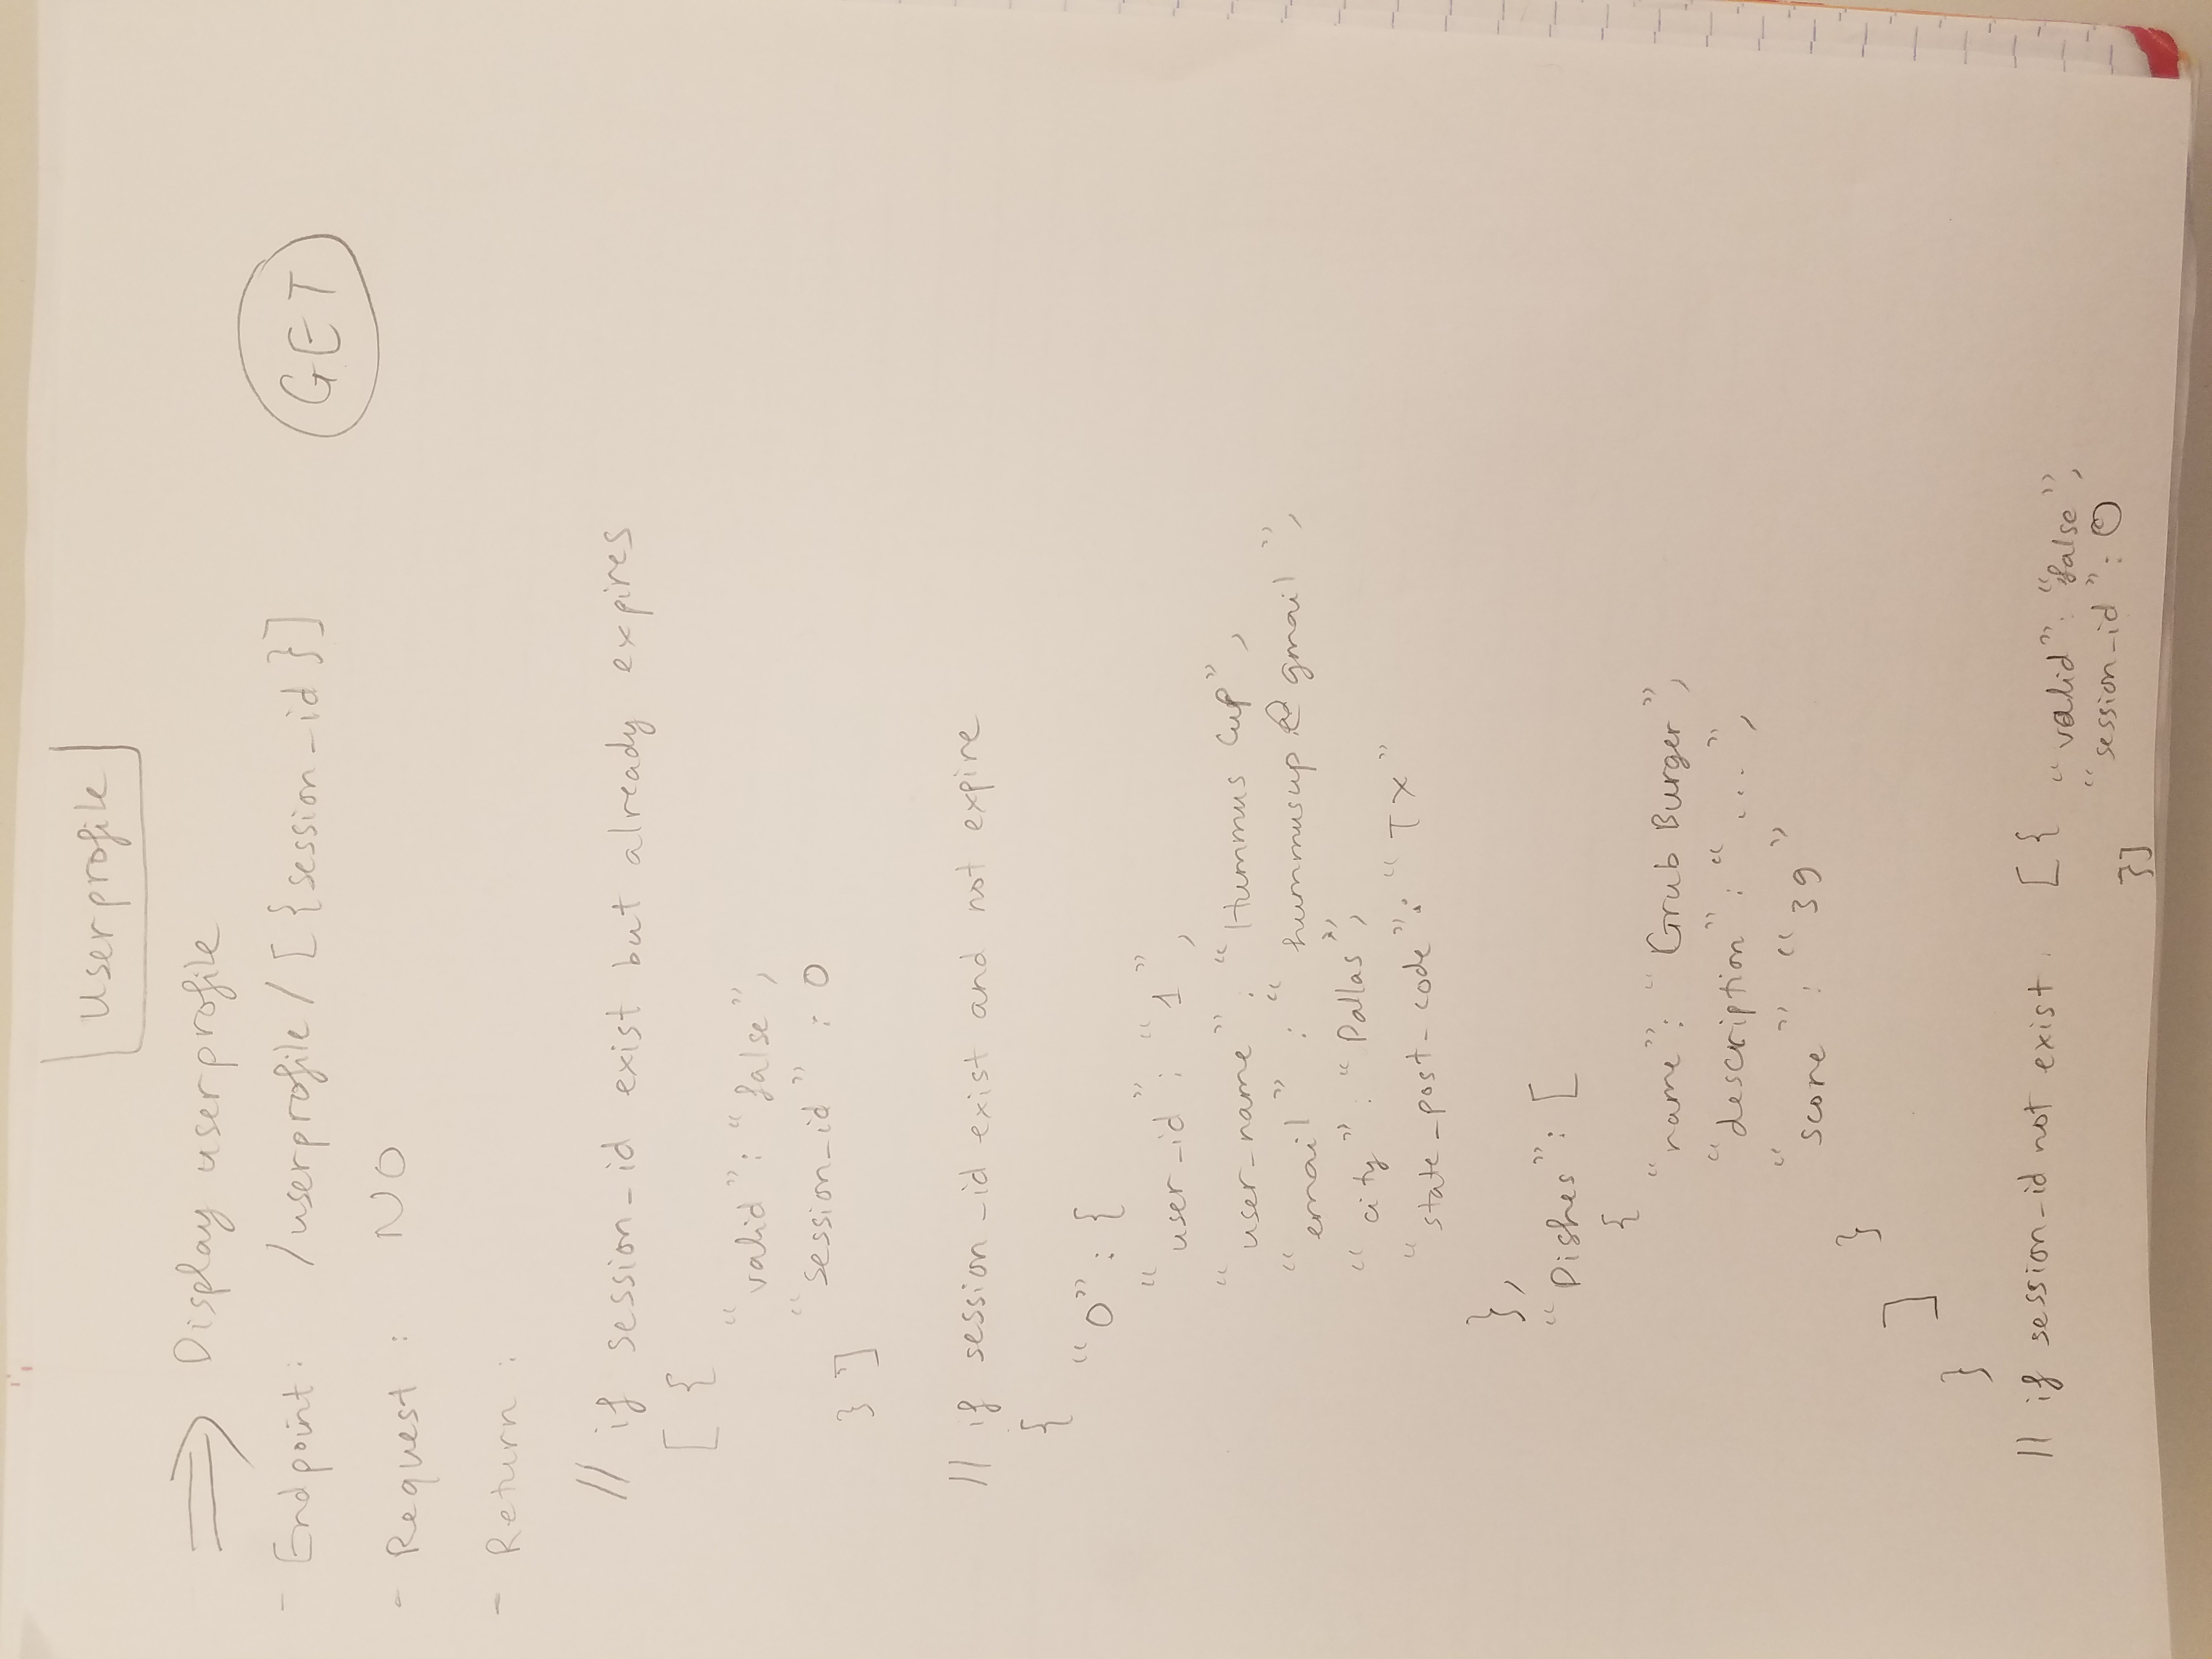 Userprofile
⇒ Display userprofile
- Endpoint: /userprofile/[{session_id}] GET
- Request: NO
- Return:
// if session_id exist but already expires
[{
"valid": "false",
"session_id": 0
}]
// if session_id exist and not expire
{
"0": {
"user_id": "1",
"user_name": "Hummus Cup",
"email": "hummusup@gmail",
"city": "Dallas",
"state_post_code": "TX"
},
"Dishes": [
{
"name": "Grub Burger",
"description": "...",
"score": "39"
}
]
}
// if session_id not exist. [{ "valid": "false",
"session_id": 0
}]